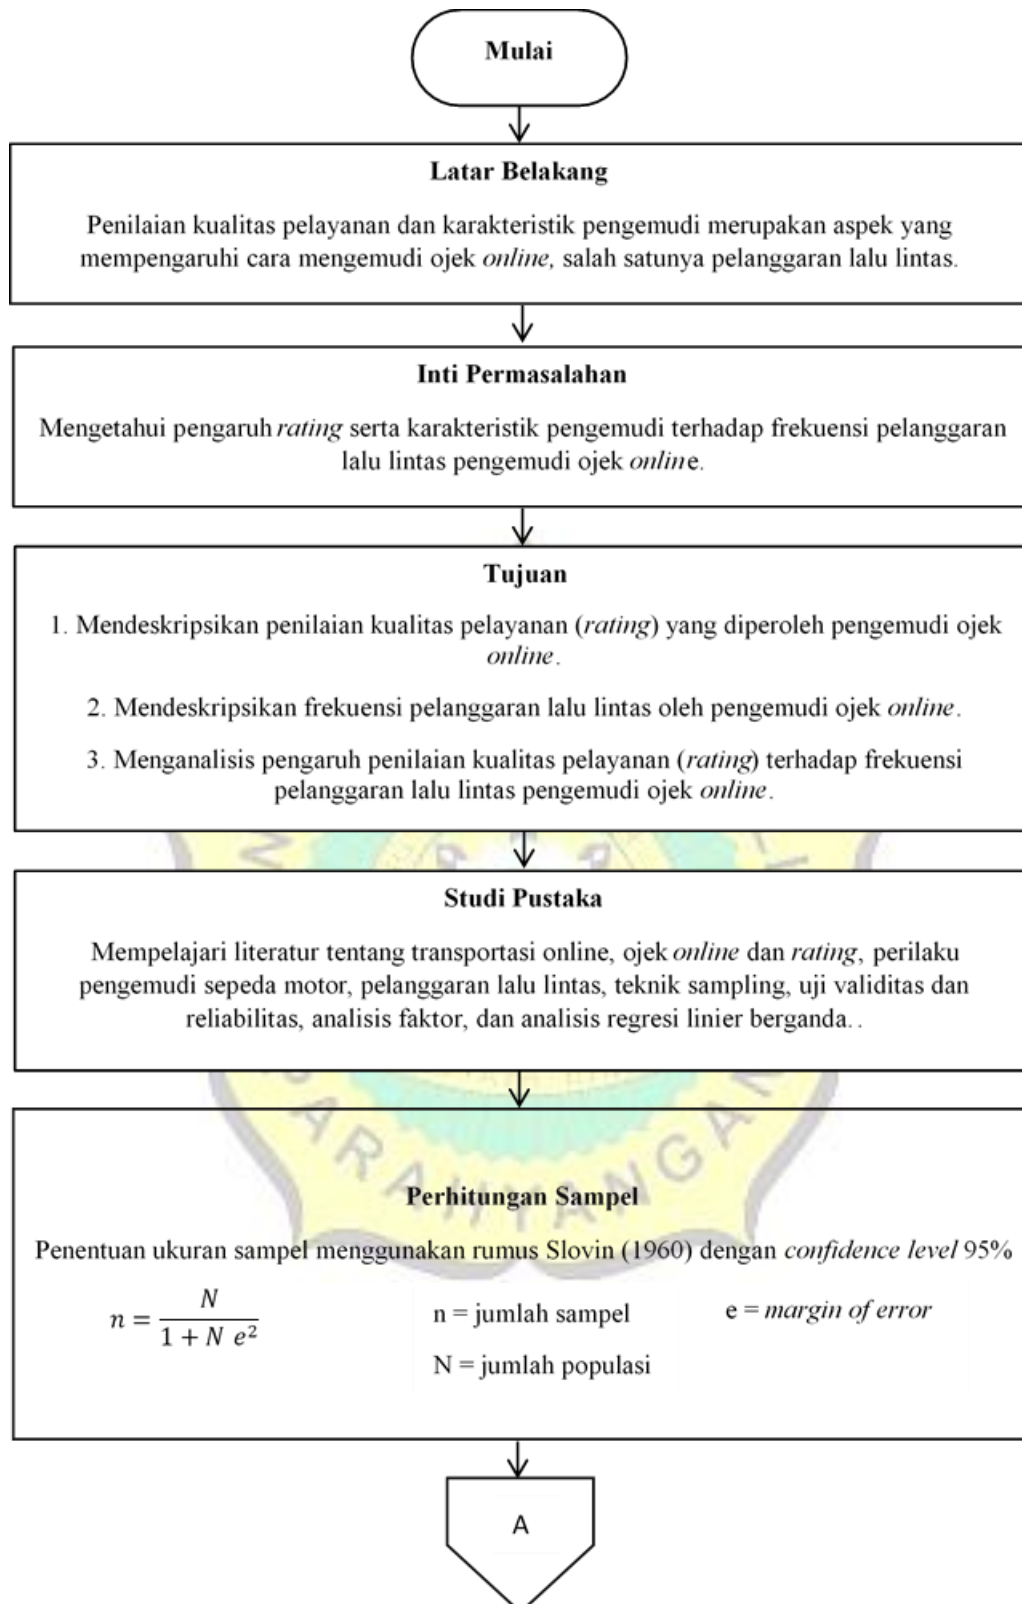 Mulai
Latar Belakang
Penilaian kualitas pelayanan dan karakteristik pengemudi merupakan aspek yang
mempengaruhi cara mengemudi ojek online, salah satunya pelanggaran lalu lintas.
Inti Permasalahan
Mengetahui pengaruh rating serta karakteristik pengemudi terhadap frekuensi pelanggaran
lalu lintas pengemudi ojek online.
Tujuan
1. Mendeskripsikan penilaian kualitas pelayanan (rating) yang diperoleh pengemudi ojek
online.
2. Mendeskripsikan frekuensi pelanggaran lalu lintas oleh pengemudi ojek online.
3. Menganalisis pengaruh penilaian kualitas pelayanan (rating) terhadap frekuensi
pelanggaran lalu lintas pengemudi ojek online.
Studi Pustaka
Mempelajari literatur tentang transportasi online, ojek online dan rating, perilaku
pengemudi sepeda motor, pelanggaran lalu lintas, teknik sampling, uji validitas dan
reliabilitas, analisis faktor, dan analisis regresi linier berganda..
ARAHYANGAN
Perhitungan Sampel
Penentuan ukuran sampel menggunakan rumus Slovin (1960) dengan confidence level 95%
n = N / (1 + N e²)
n = jumlah sampel
e = margin of error
N = jumlah populasi
A